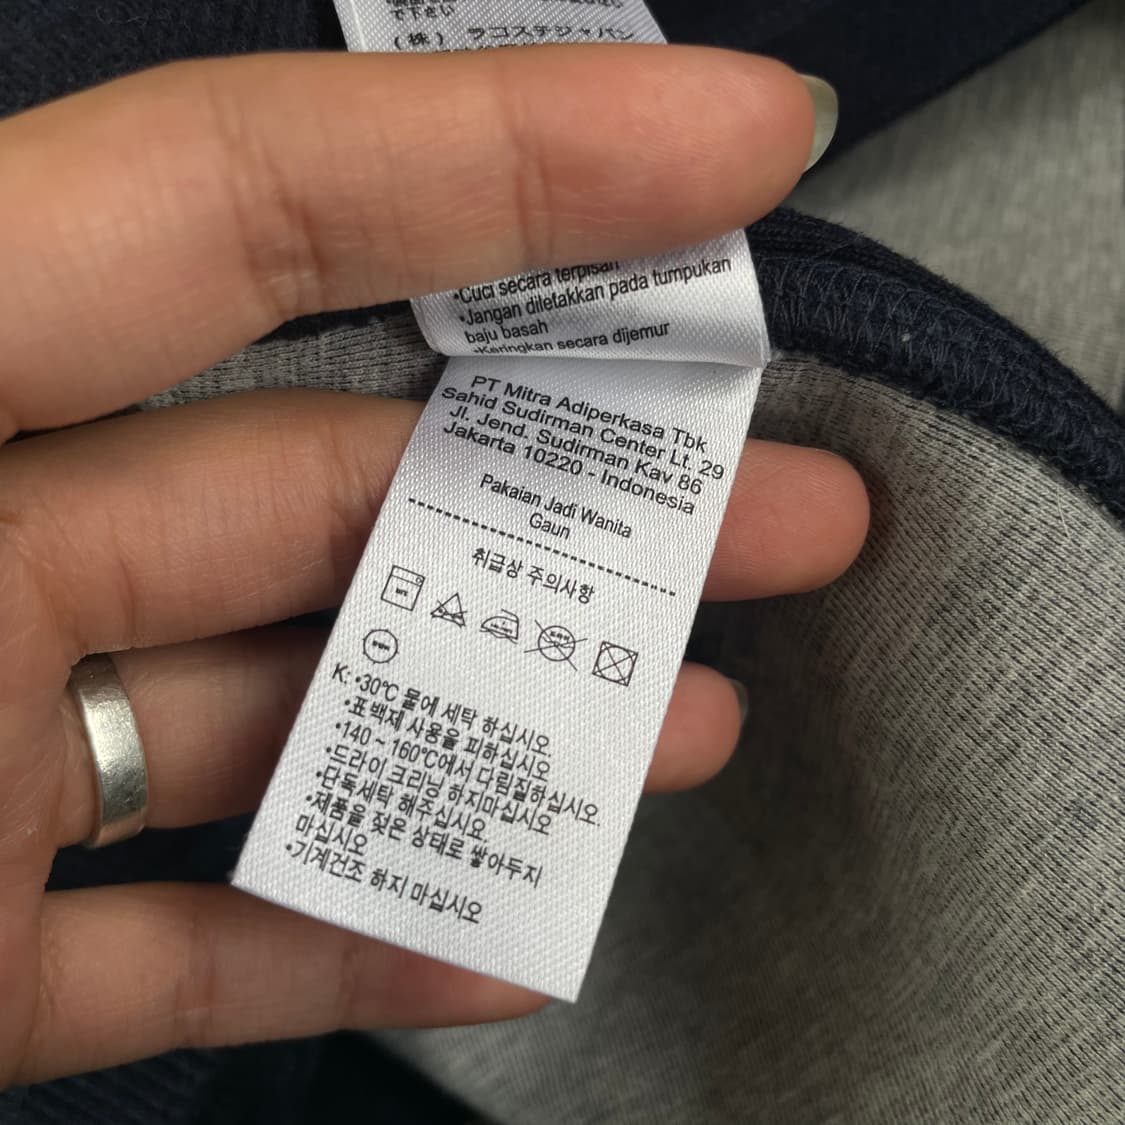 で下さい
(株) ラコステジャパン
•Cuci secara terpisah
•Jangan diletakkan pada tumpukan
baju basah
•Keringkan secara dijemur
PT Mitra Adiperkasa Tbk
Sahid Sudirman Center Lt. 29
Jl. Jend. Sudirman Kav 86
Jakarta 10220 - Indonesia
Pakaian Jadi Wanita
Gaun
취급상 주의사항
K: •30℃ 물에 세탁 하십시오
•표백제 사용을 피하십시오
•140 ~ 160℃에서 다림질하십시오.
•드라이 크리닝 하지마십시오
•단독세탁 해주십시오.
•제품을 젖은 상태로 쌓아두지
마십시오
•기계건조 하지 마십시오